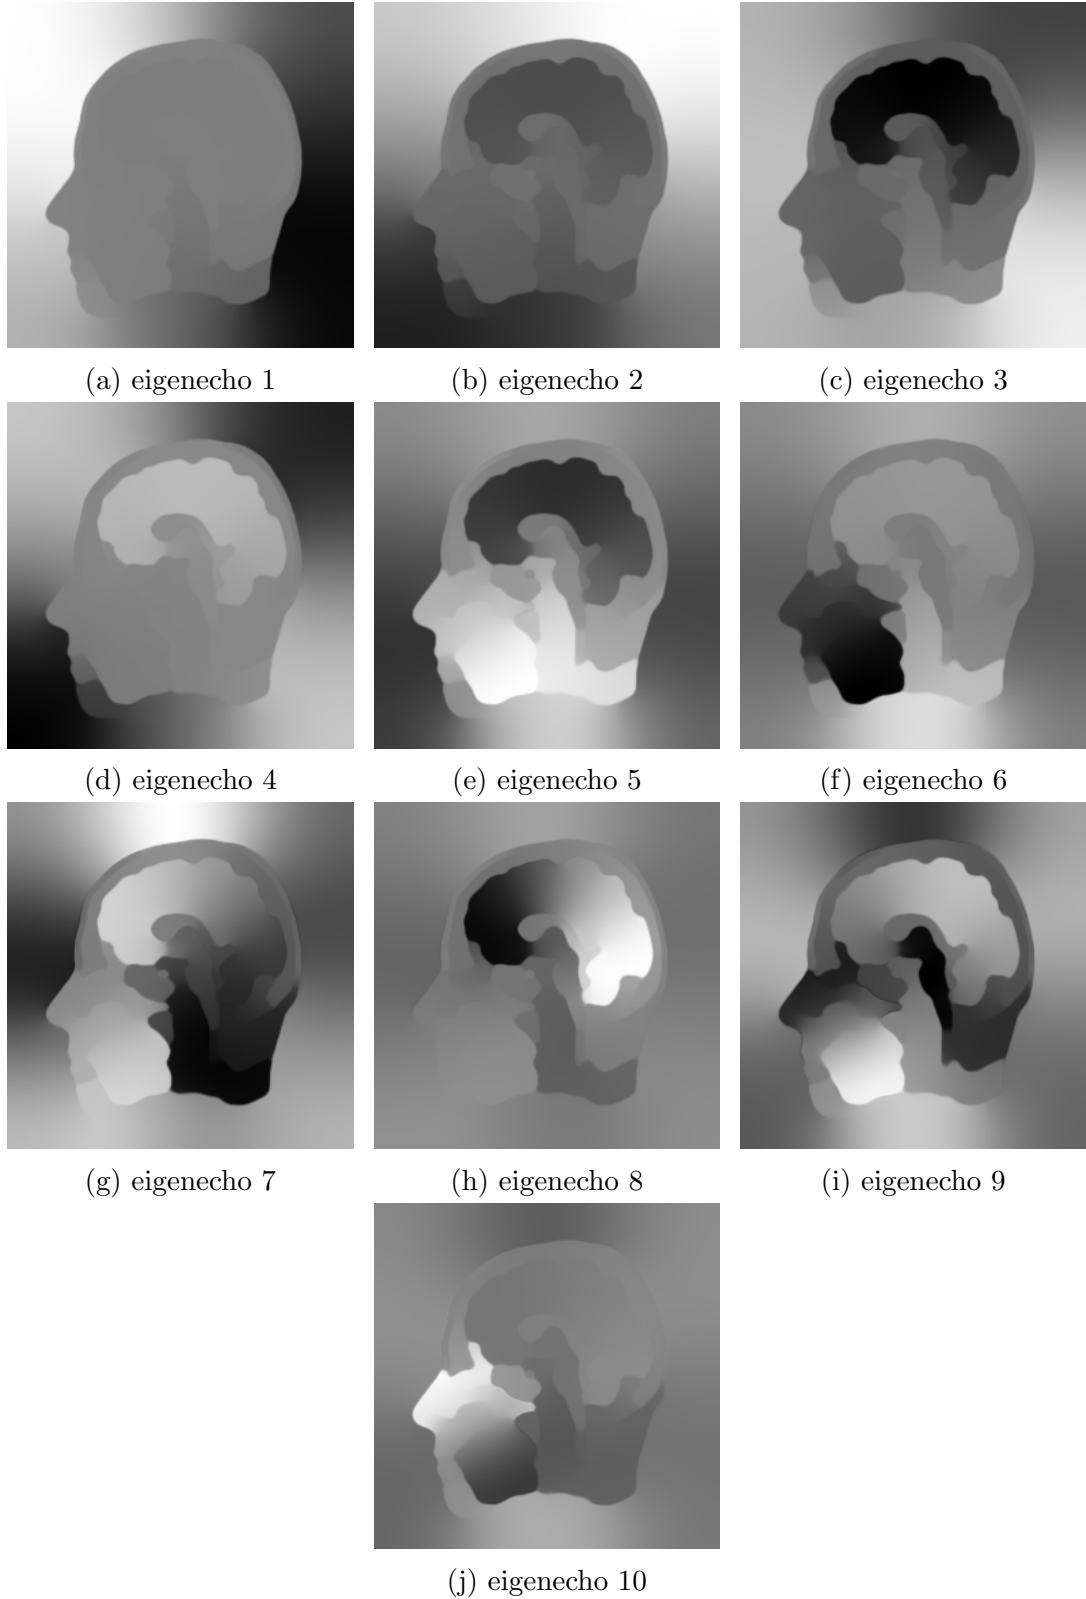 (a) eigenecho 1
(b) eigenecho 2
(c) eigenecho 3
(d) eigenecho 4
(e) eigenecho 5
(f) eigenecho 6
(g) eigenecho 7
(h) eigenecho 8
(i) eigenecho 9
(j) eigenecho 10